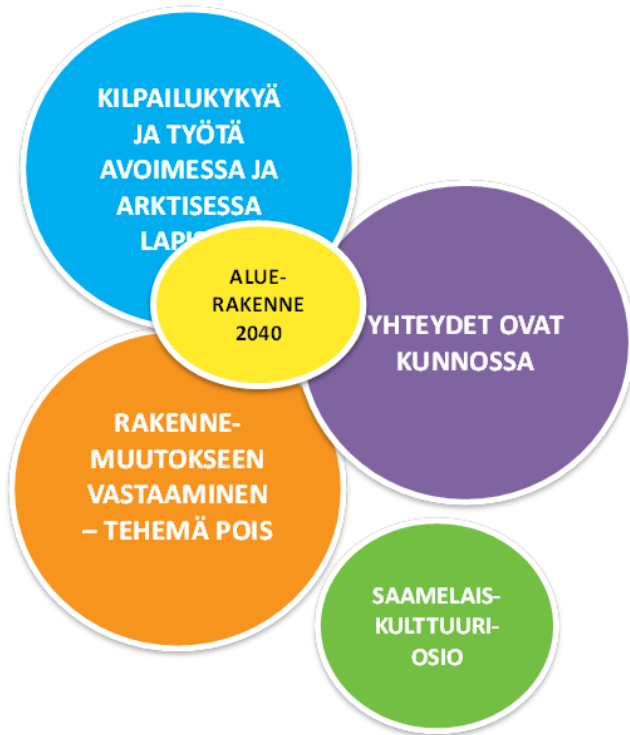 KILPAILUKYKYÄ
JA TYÖTÄ
AVOIMESSA JA
ARKTISESSA
ALUE-
RAKENNE
2040
YHTEYDET OVAT
KUNNOSSA
RAKENNE-
MUUTOKSEEN
VASTAAMINEN
– TEHEMÄ POIS
SAAMELAIS-
KULTTUURI-
OSIO